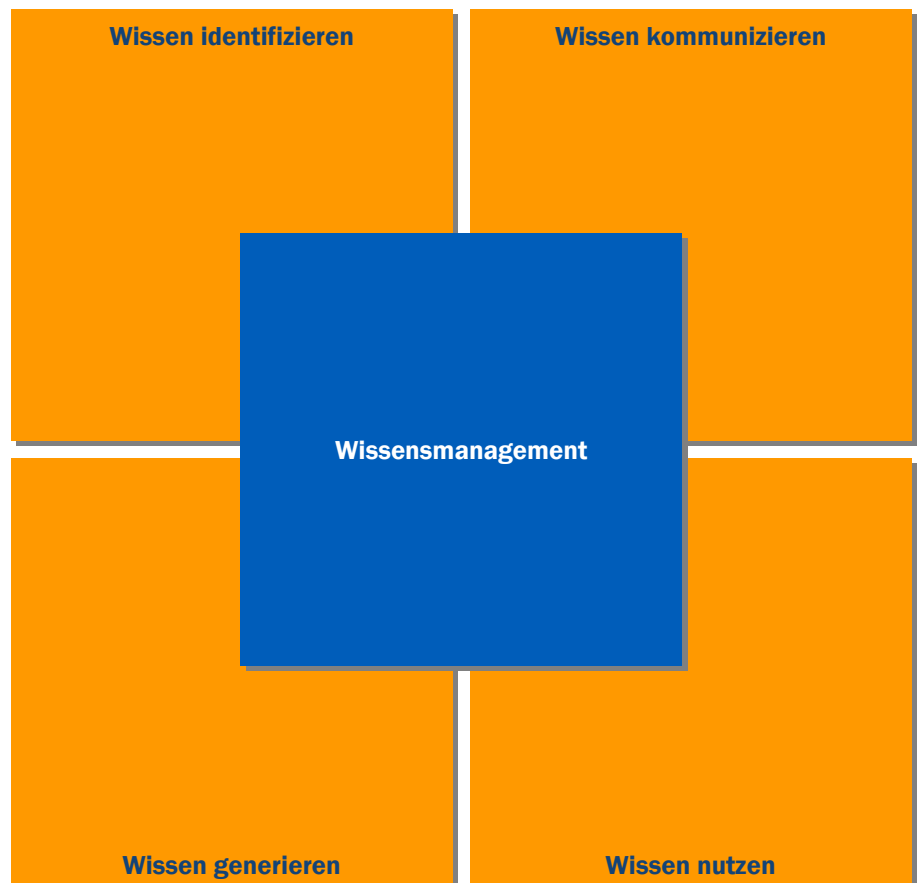 Wissen identifizieren
Wissen kommunizieren
Wissensmanagement
Wissen generieren
Wissen nutzen